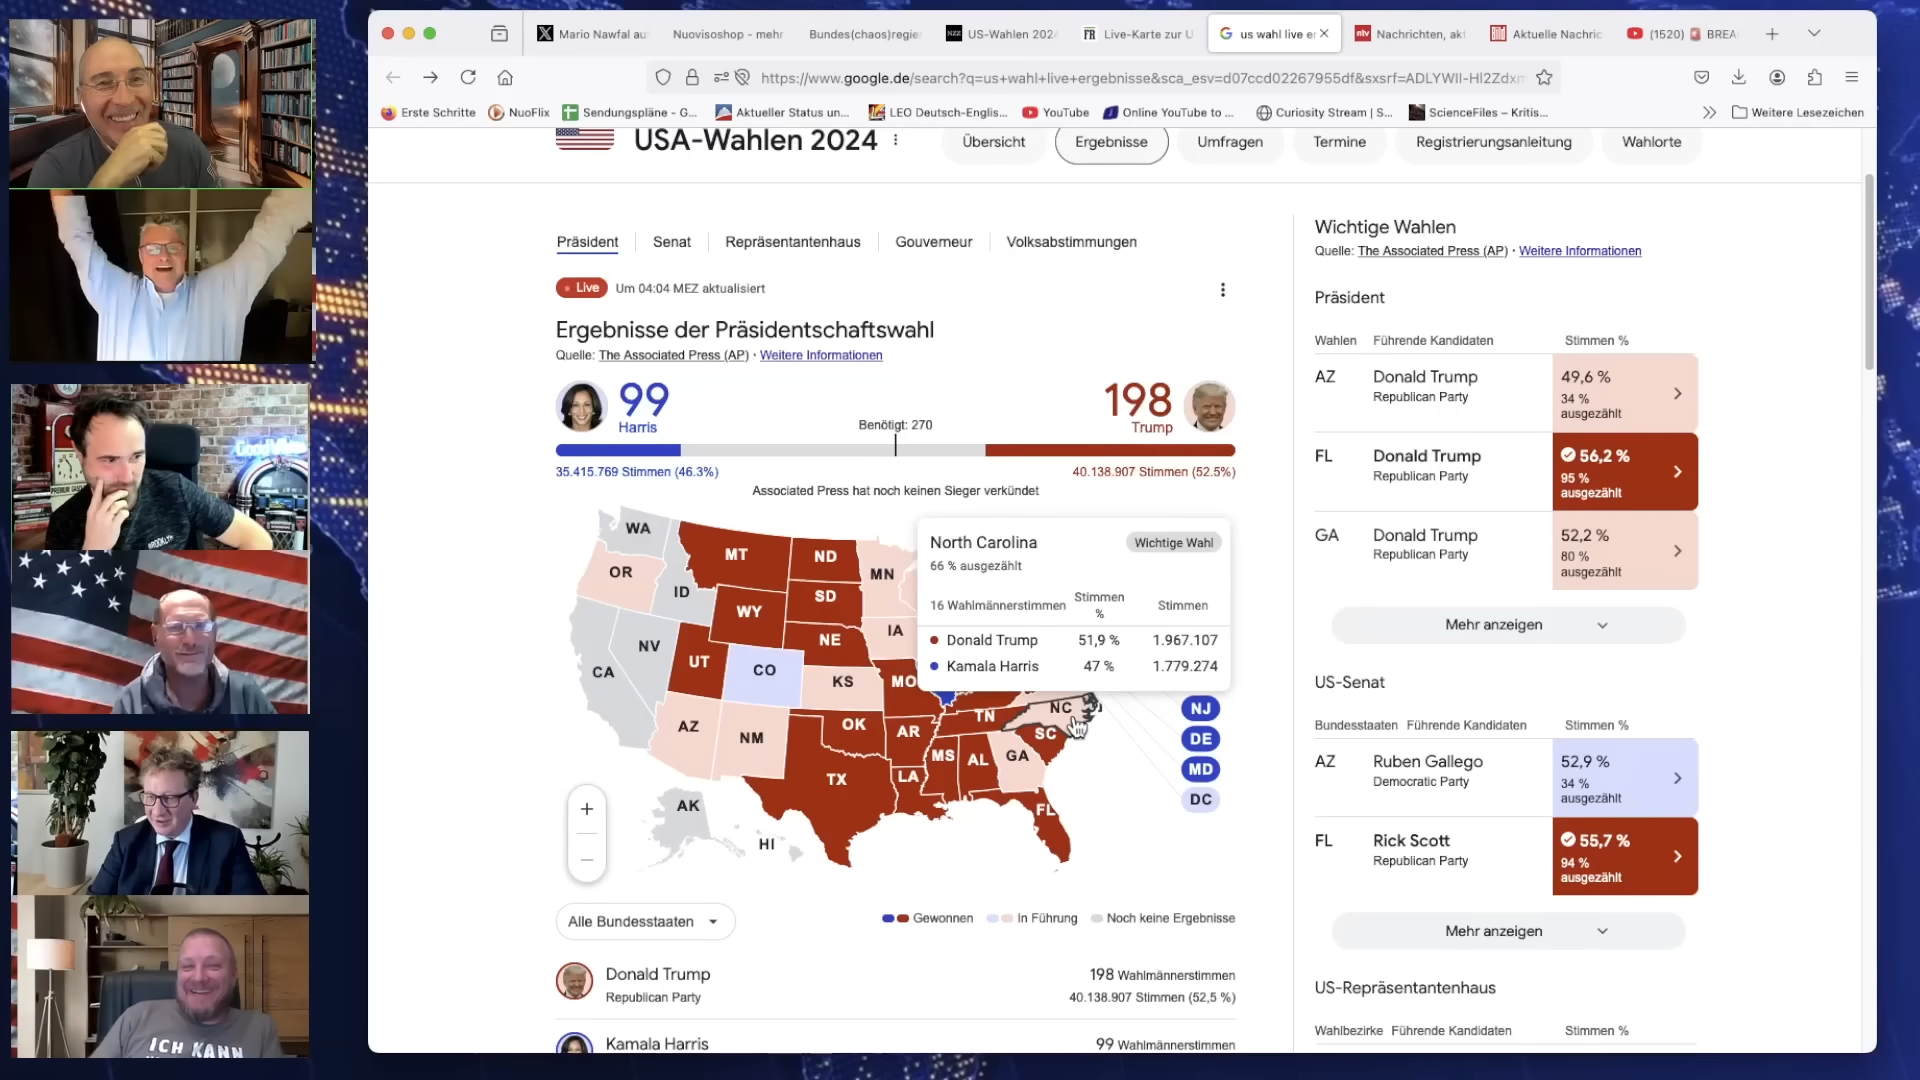 Mario Nawfal au
Nuovisoshop - mehr
Bundes(chaos)regie
NZZ
US-Wahlen 2024
FR
Live-Karte zur U
us wahl live e
ntv
Nachrichten, akt
Bild
Aktuelle Nachric
(1520)
BREA
https://www.google.de/search?q=us+wahl+live+ergebnisse&sca_esv=d07ccd02267955df&sxsrf=ADLYWII-HI2Zdxm
Erste Schritte
NuoFlix
Sendungspläne - G...
Aktueller Status un...
LEO Deutsch-Englis...
YouTube
Online YouTube to ...
Curiosity Stream | S...
ScienceFiles – Kritis...
Weitere Lesezeichen
USA-Wahlen 2024
Übersicht
Ergebnisse
Umfragen
Termine
Registrierungsanleitung
Wahlorte
Präsident
Senat
Repräsentantenhaus
Gouverneur
Volksabstimmungen
Live
Um 04:04 MEZ aktualisiert
Ergebnisse der Präsidentschaftswahl
Quelle: The Associated Press (AP) · Weitere Informationen
99
Harris
Benötigt: 270
198
Trump
35.415.769 Stimmen (46.3%)
40.138.907 Stimmen (52.5%)
Associated Press hat noch keinen Sieger verkündet
WA
MT
ND
MN
OR
ID
SD
WY
IA
NE
NV
UT
CO
CA
KS
MO
NC
AZ
NM
OK
TN
AR
SC
MS
AL
GA
TX
LA
FL
AK
HI
NJ
DE
MD
DC
North Carolina
Wichtige Wahl
66 % ausgezählt
16 Wahlmännerstimmen
Stimmen %
Stimmen
Donald Trump 51,9 % 1.967.107
Kamala Harris 47 % 1.779.274
+
−
Alle Bundesstaaten
Gewonnen
In Führung
Noch keine Ergebnisse
Donald Trump
198 Wahlmännerstimmen
Republican Party
40.138.907 Stimmen (52,5 %)
Kamala Harris
99 Wahlmännerstimmen
Wichtige Wahlen
Quelle: The Associated Press (AP) · Weitere Informationen
Präsident
Wahlen Führende Kandidaten Stimmen %
AZ
Donald Trump
Republican Party
49,6 %
34 %
ausgezählt
FL
Donald Trump
Republican Party
56,2 %
95 %
ausgezählt
GA
Donald Trump
Republican Party
52,2 %
80 %
ausgezählt
Mehr anzeigen
US-Senat
Bundesstaaten Führende Kandidaten Stimmen %
AZ
Ruben Gallego
Democratic Party
52,9 %
34 %
ausgezählt
FL
Rick Scott
Republican Party
55,7 %
94 %
ausgezählt
Mehr anzeigen
US-Repräsentantenhaus
Wahlbezirke Führende Kandidaten Stimmen %
BROOKLYN
ICH KANN